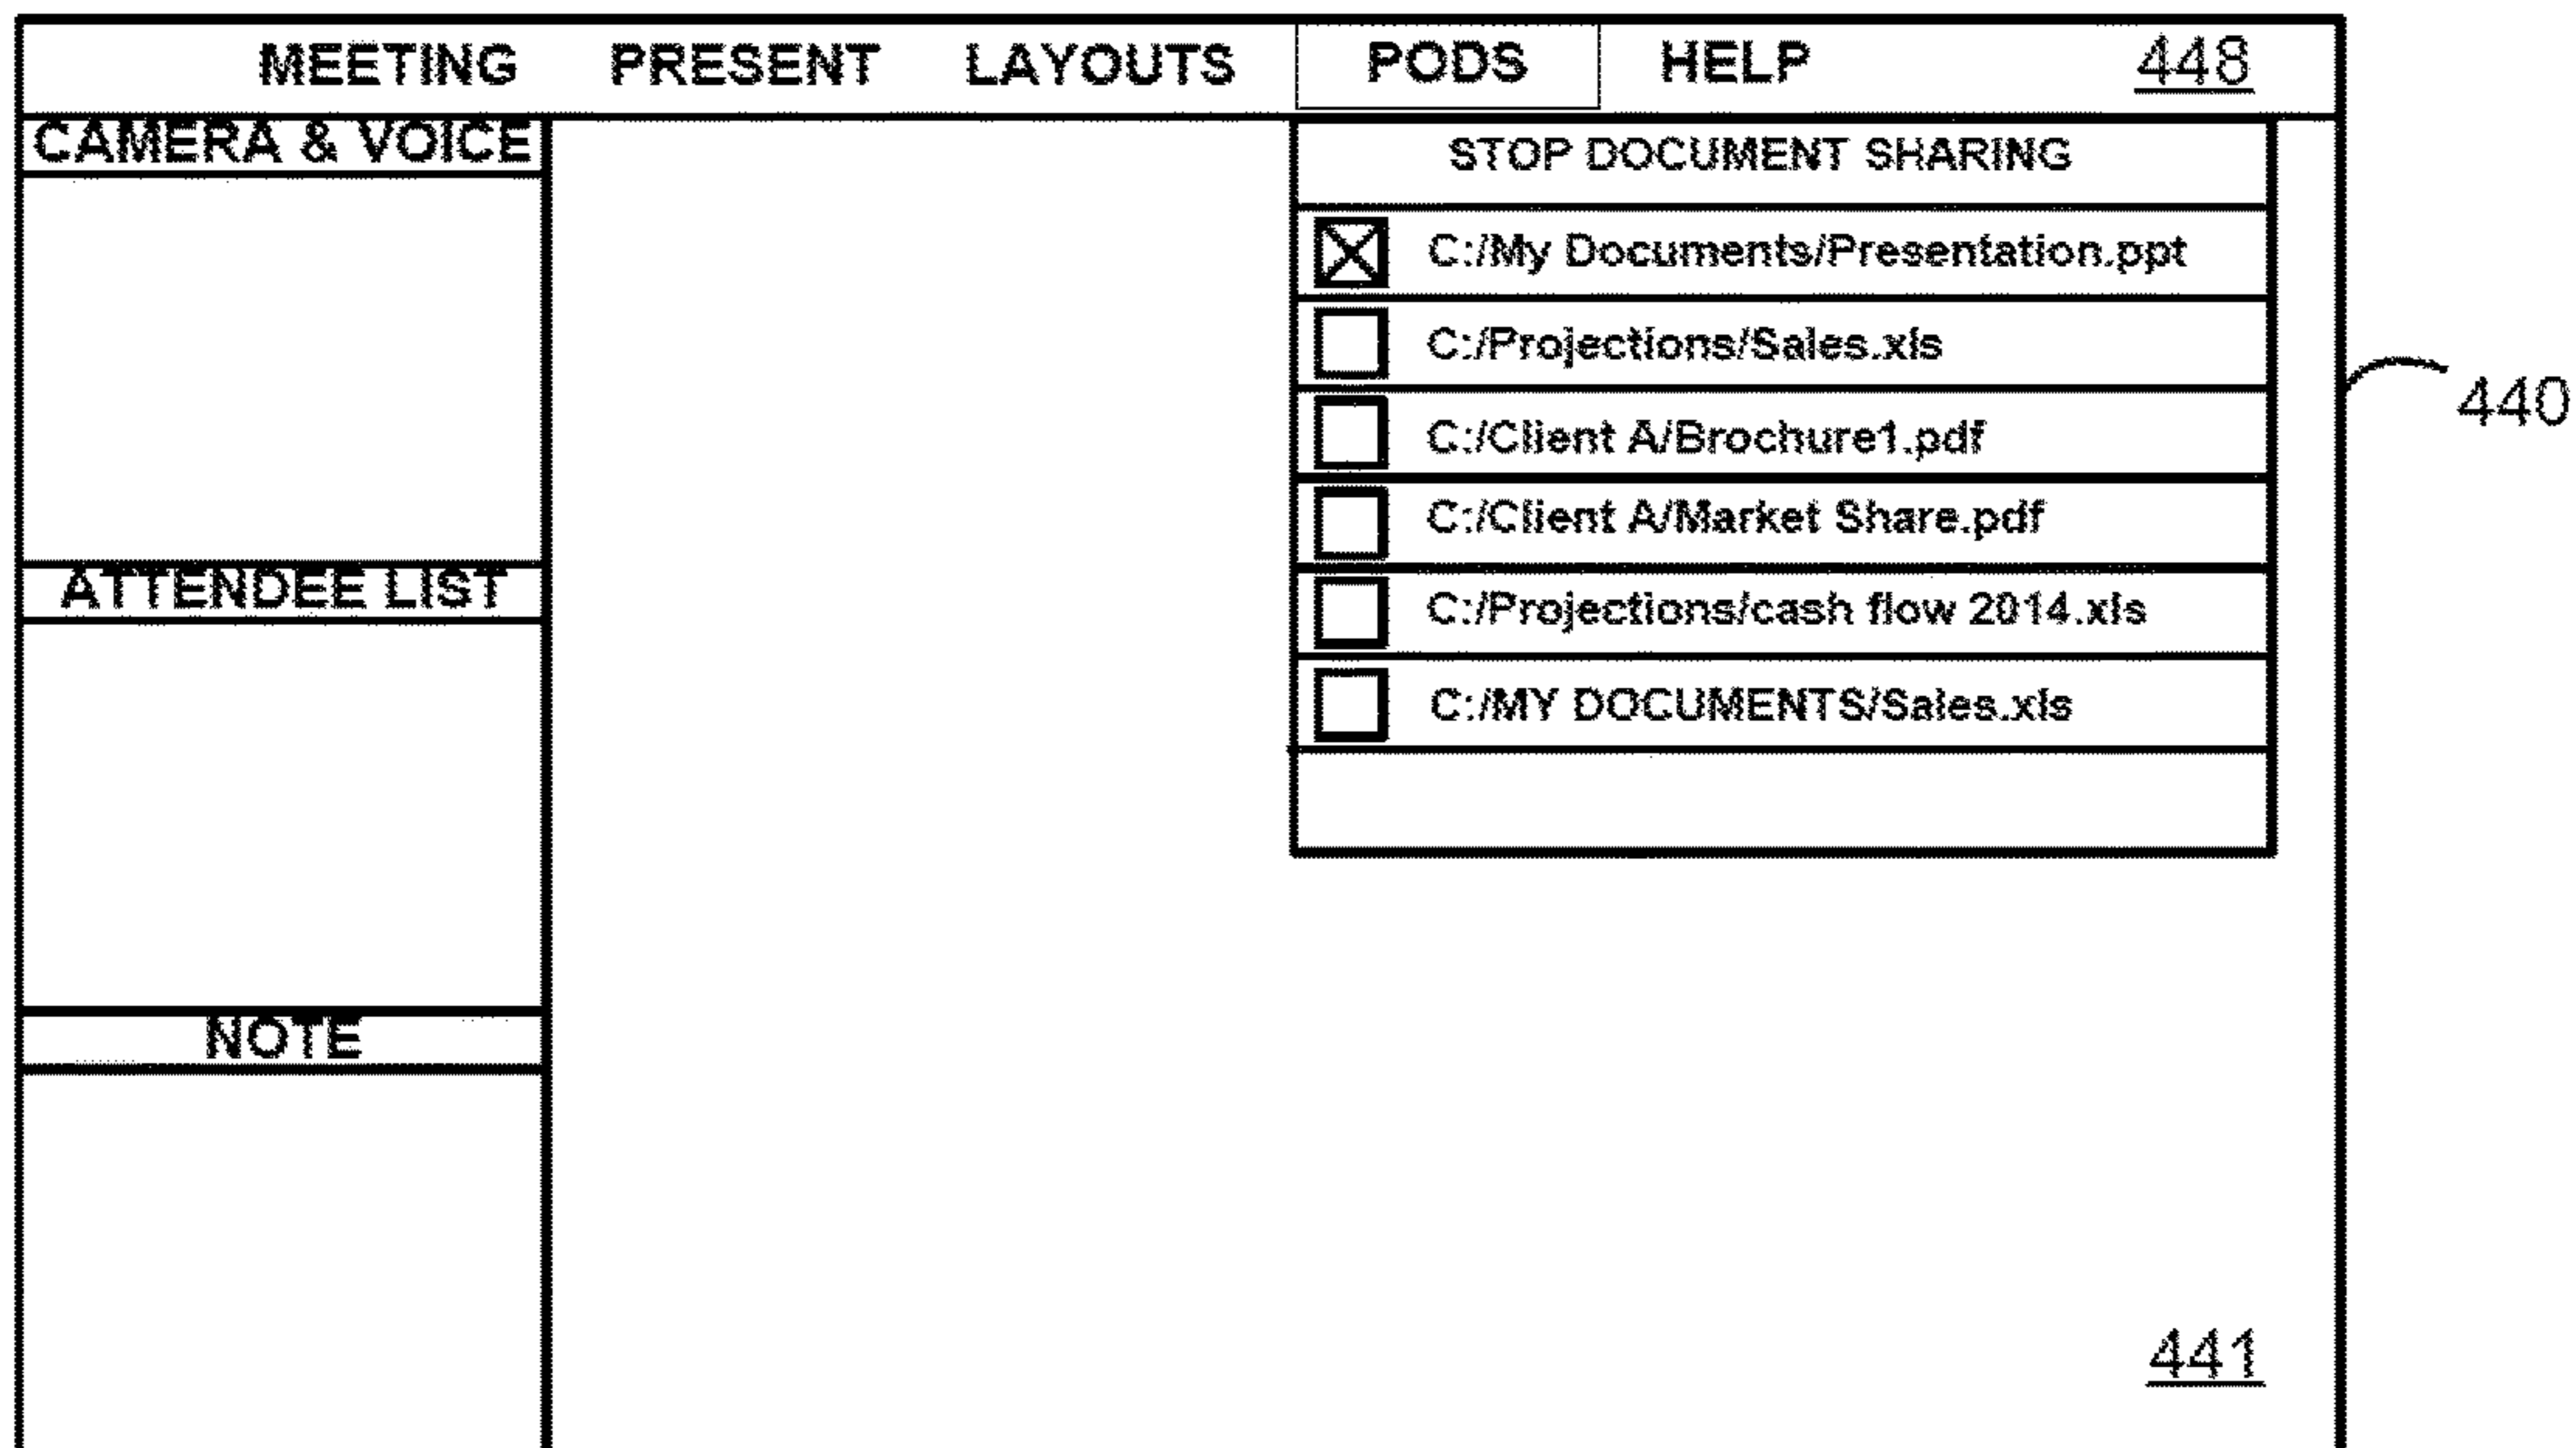 MEETING PRESENT LAYOUTS PODS HELP 448
CAMERA & VOICE
STOP DOCUMENT SHARING
C:/My Documents/Presentation.ppt
C:/Projections/Sales.xls
C:/Client A/Brochure1.pdf
C:/Client A/Market Share.pdf
C:/Projections/cash flow 2014.xls
C:/MY DOCUMENTS/Sales.xls
440
ATTENDEE LIST
NOTE
441